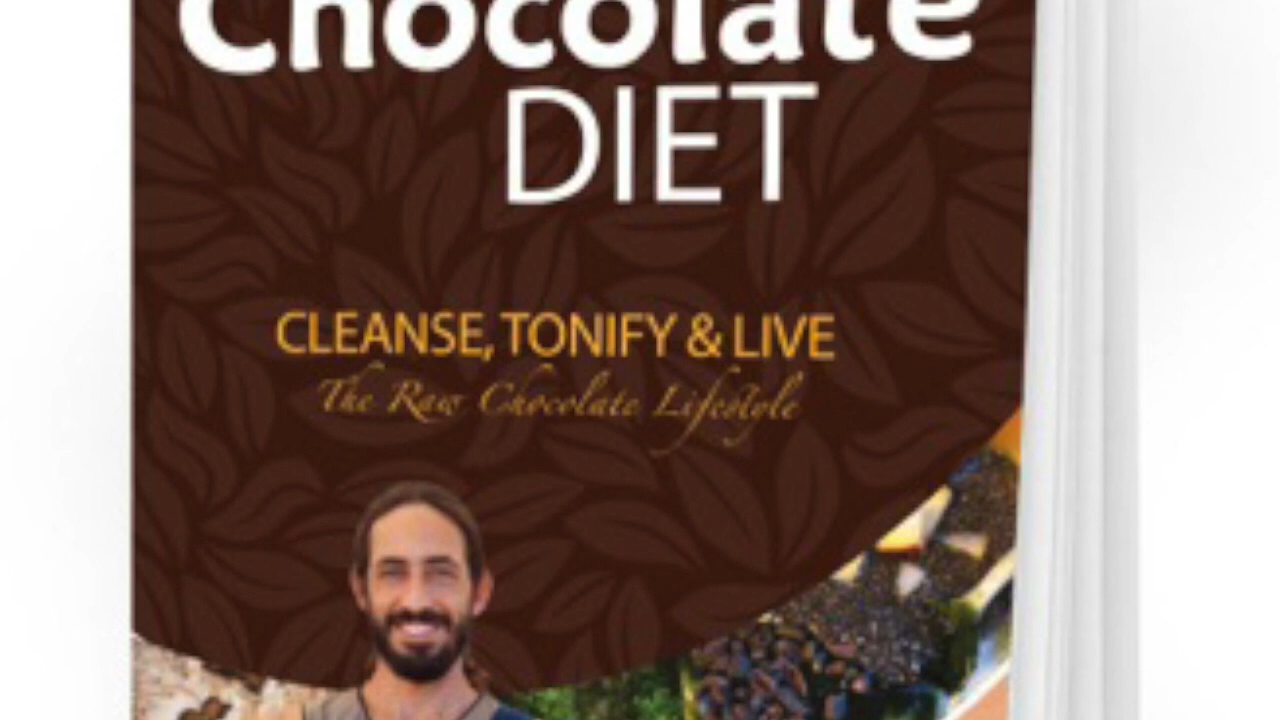 Chocolate
DIET
CLEANSE, TONIFY & LIVE
The Raw Chocolate Lifestyle